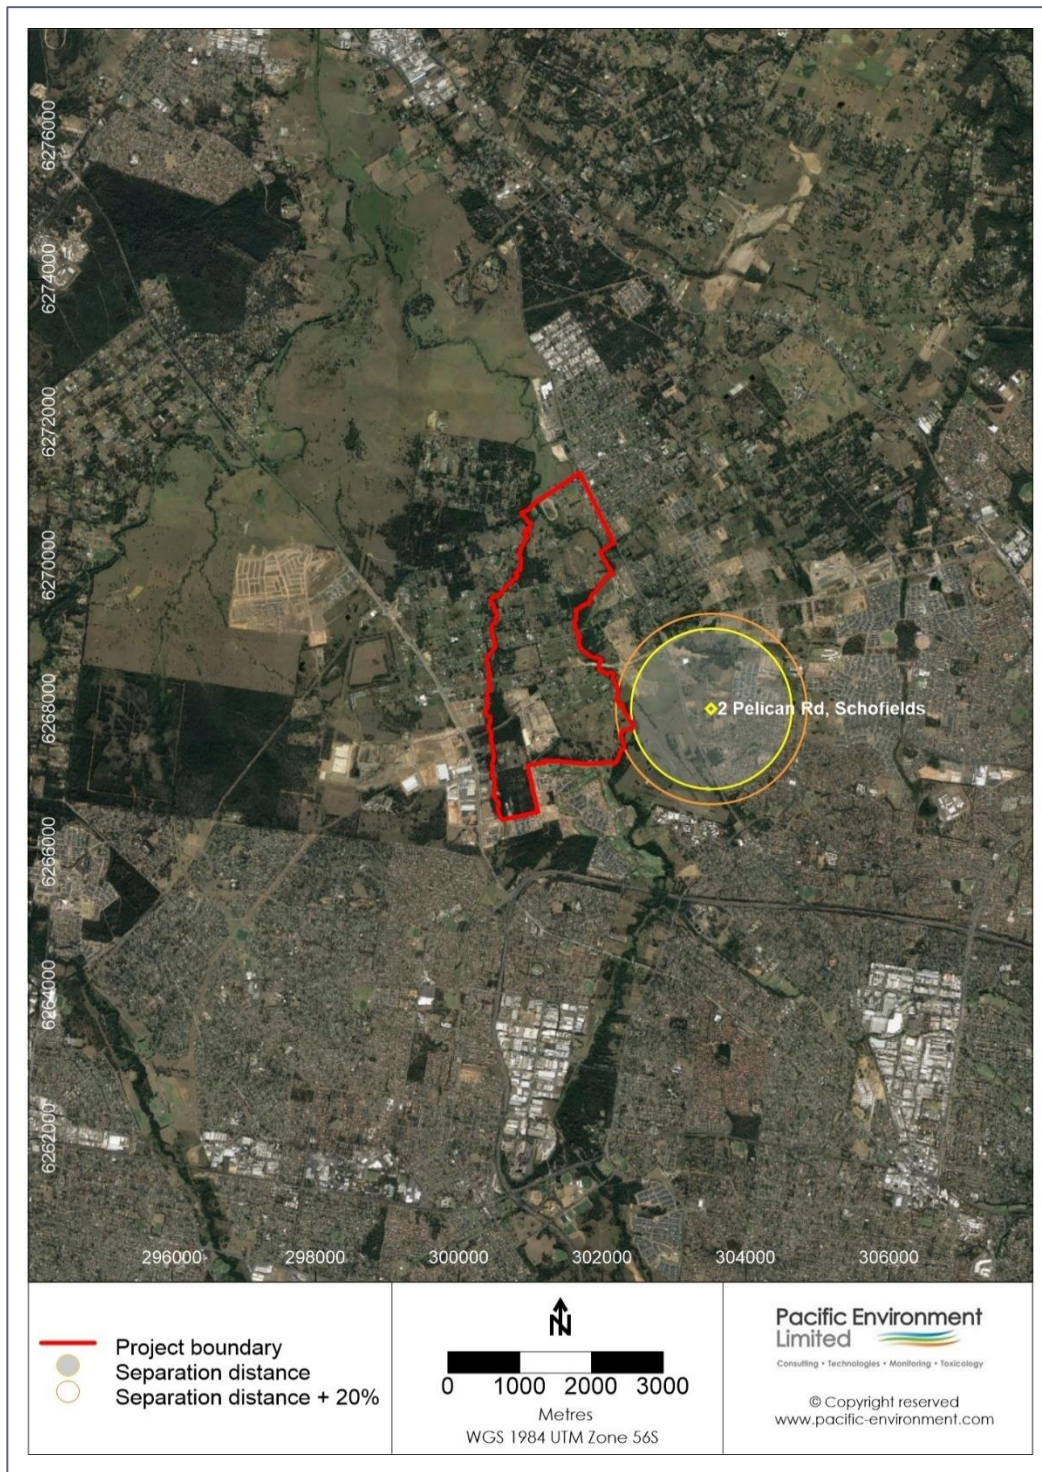 6276000
6274000
6272000
6270000
6268000
6266000
6264000
6262000
2 Pelican Rd, Schofields
296000 298000 300000 302000 304000 306000
Project boundary
Separation distance
Separation distance + 20%
N
0 1000 2000 3000
Metres
WGS 1984 UTM Zone 56S
Pacific Environment
Limited
Consulting • Technologies • Monitoring • Toxicology
© Copyright reserved
www.pacific-environment.com